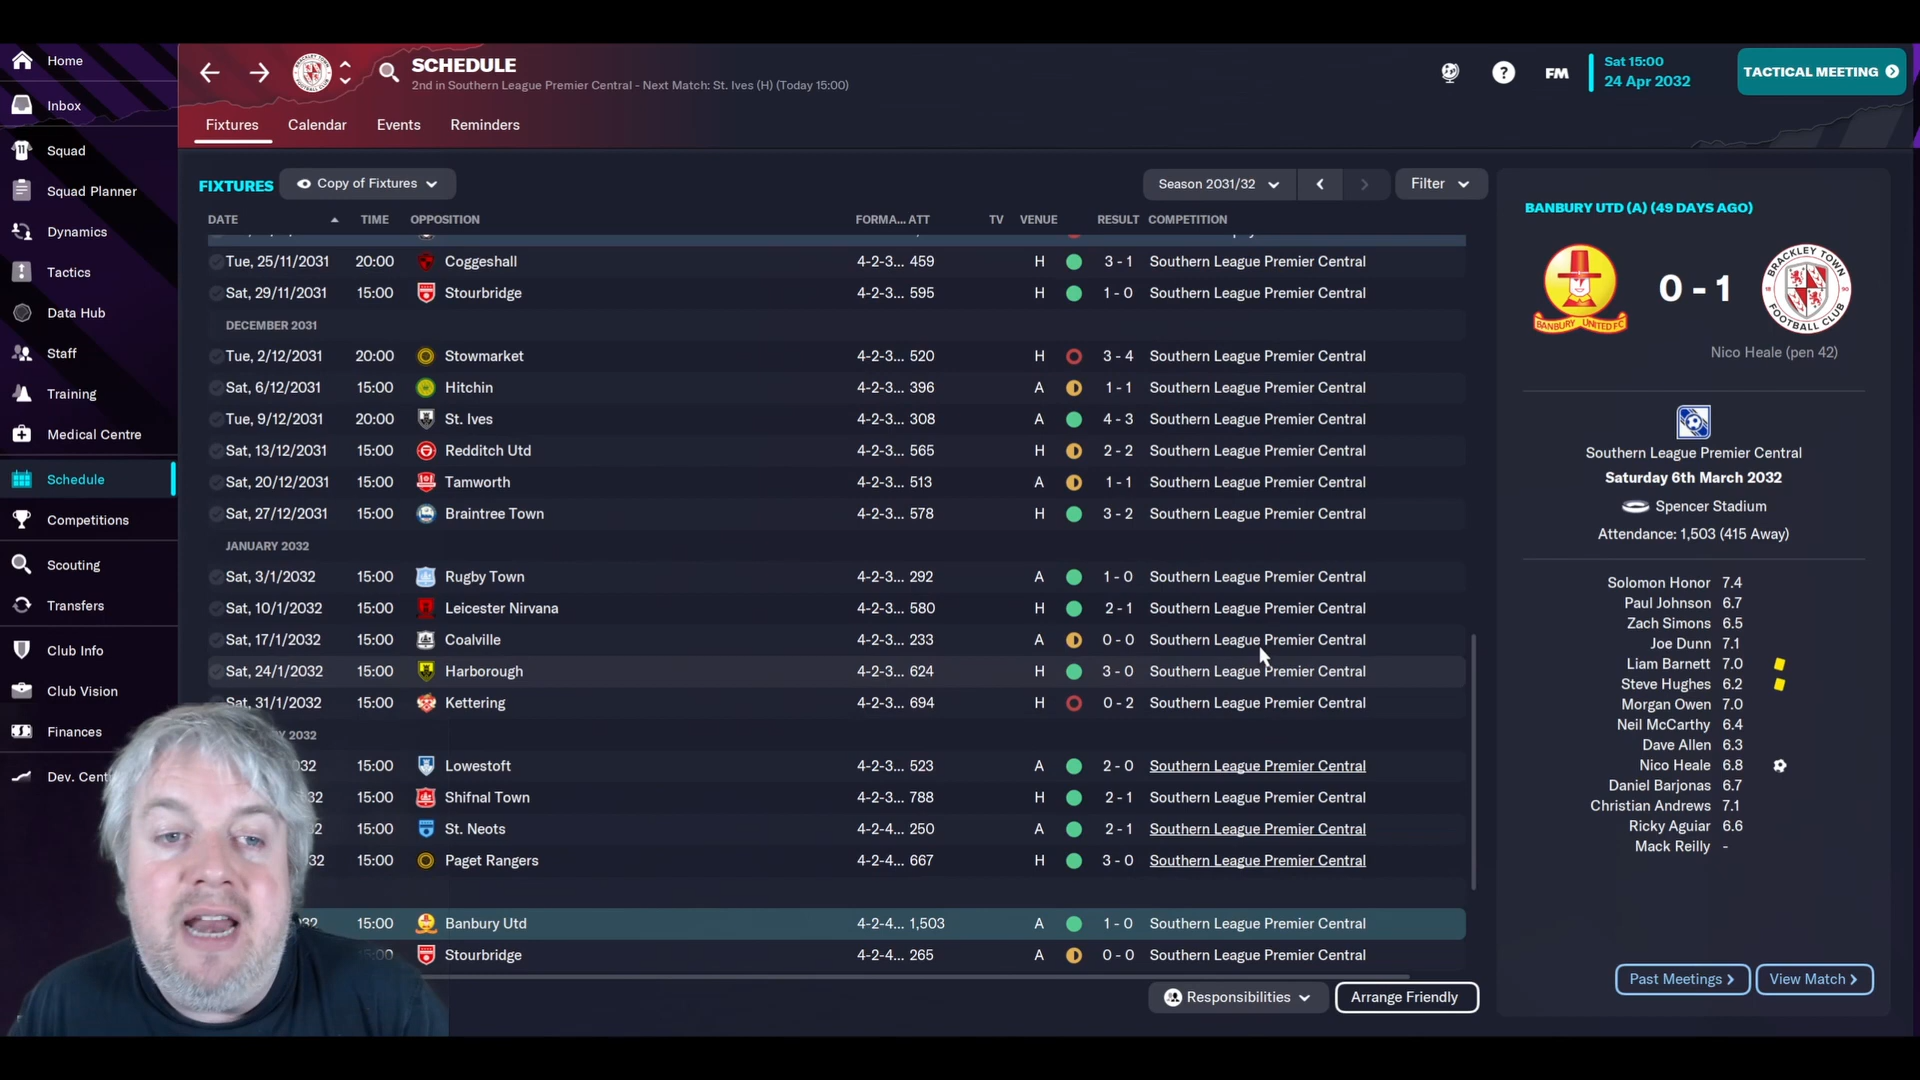 Home
Inbox
Squad
Squad Planner
Dynamics
Tactics
Data Hub
Staff
Training
Medical Centre
Schedule
Competitions
Scouting
Transfers
Club Info
Club Vision
Finances
Dev. Cent
SCHEDULE
2nd in Southern League Premier Central - Next Match: St. Ives (H) (Today 15:00)
FM
Sat 15:00
24 Apr 2032
TACTICAL MEETING
Fixtures Calendar Events Reminders
FIXTURES Copy of Fixtures Season 2031/32 Filter
DATE TIME OPPOSITION FORMA... ATT TV VENUE RESULT COMPETITION
Tue, 25/11/2031 20:00 Coggeshall 4-2-3... 459 H 3 - 1 Southern League Premier Central
Sat, 29/11/2031 15:00 Stourbridge 4-2-3... 595 H 1 - 0 Southern League Premier Central
DECEMBER 2031
Tue, 2/12/2031 20:00 Stowmarket 4-2-3... 520 H 3 - 4 Southern League Premier Central
Sat, 6/12/2031 15:00 Hitchin 4-2-3... 396 A 1 - 1 Southern League Premier Central
Tue, 9/12/2031 20:00 St. Ives 4-2-3... 308 A 4 - 3 Southern League Premier Central
Sat, 13/12/2031 15:00 Redditch Utd 4-2-3... 565 H 2 - 2 Southern League Premier Central
Sat, 20/12/2031 15:00 Tamworth 4-2-3... 513 A 1 - 1 Southern League Premier Central
Sat, 27/12/2031 15:00 Braintree Town 4-2-3... 578 H 3 - 2 Southern League Premier Central
JANUARY 2032
Sat, 3/1/2032 15:00 Rugby Town 4-2-3... 292 A 1 - 0 Southern League Premier Central
Sat, 10/1/2032 15:00 Leicester Nirvana 4-2-3... 580 H 2 - 1 Southern League Premier Central
Sat, 17/1/2032 15:00 Coalville 4-2-3... 233 A 0 - 0 Southern League Premier Central
Sat, 24/1/2032 15:00 Harborough 4-2-3... 624 H 3 - 0 Southern League Premier Central
Sat, 31/1/2032 15:00 Kettering 4-2-3... 694 H 0 - 2 Southern League Premier Central
Y 2032
032 15:00 Lowestoft 4-2-3... 523 A 2 - 0 Southern League Premier Central
32 15:00 Shifnal Town 4-2-3... 788 H 2 - 1 Southern League Premier Central
2 15:00 St. Neots 4-2-4... 250 A 2 - 1 Southern League Premier Central
32 15:00 Paget Rangers 4-2-4... 667 H 3 - 0 Southern League Premier Central
32 15:00 Banbury Utd 4-2-4... 1,503 A 1 - 0 Southern League Premier Central
15:00 Stourbridge 4-2-4... 265 A 0 - 0 Southern League Premier Central
Responsibilities Arrange Friendly
BANBURY UTD (A) (49 DAYS AGO)
BANBURY UNITED FC
0 - 1
BRACKLEY TOWN
18 90
FOOTBALL CLUB
Nico Heale (pen 42)
Southern League Premier Central
Saturday 6th March 2032
Spencer Stadium
Attendance: 1,503 (415 Away)
Solomon Honor 7.4
Paul Johnson 6.7
Zach Simons 6.5
Joe Dunn 7.1
Liam Barnett 7.0
Steve Hughes 6.2
Morgan Owen 7.0
Neil McCarthy 6.4
Dave Allen 6.3
Nico Heale 6.8
Daniel Barjonas 6.7
Christian Andrews 7.1
Ricky Aguiar 6.6
Mack Reilly -
Past Meetings View Match